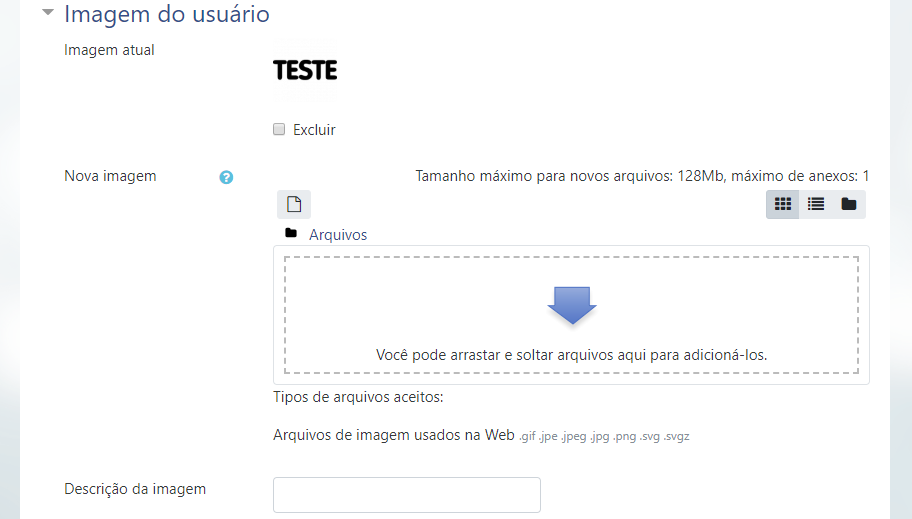 Imagem do usuário
Imagem atual
TESTE
Excluir
Nova imagem
Tamanho máximo para novos arquivos: 128Mb, máximo de anexos: 1
Arquivos
Você pode arrastar e soltar arquivos aqui para adicioná-los.
Tipos de arquivos aceitos:
Arquivos de imagem usados na Web .gif .jpe .jpeg .jpg .png .svg .svgz
Descrição da imagem